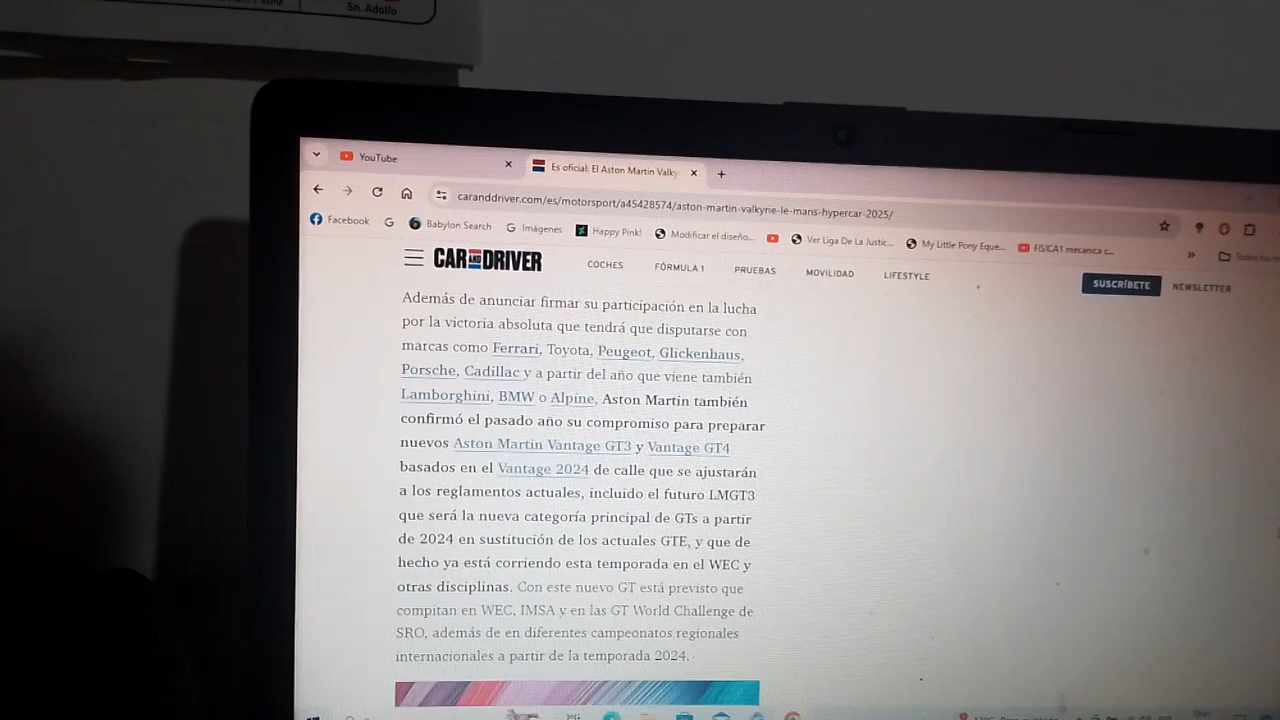 Sn. Adolfo
YouTube
Es oficial: El Aston Martin Valky
caranddriver.com/es/motorsport/a45428574/aston-martin-valkyrie-le-mans-hypercar-2025/
Facebook
Babylon Search
Imágenes
Happy Pink!
Modificar el diseño...
Ver Liga De La Justic...
My Little Pony Eque...
FISICA1 mecanica c...
CAR AND DRIVER
COCHES
FÓRMULA 1
PRUEBAS
MOVILIDAD
LIFESTYLE
SUSCRÍBETE
NEWSLETTER
Además de anunciar firmar su participación en la lucha
por la victoria absoluta que tendrá que disputarse con
marcas como Ferrari, Toyota, Peugeot, Glickenhaus,
Porsche, Cadillac y a partir del año que viene también
Lamborghini, BMW o Alpine, Aston Martin también
confirmó el pasado año su compromiso para preparar
nuevos Aston Martin Vantage GT3 y Vantage GT4
basados en el Vantage 2024 de calle que se ajustarán
a los reglamentos actuales, incluido el futuro LMGT3
que será la nueva categoría principal de GTs a partir
de 2024 en sustitución de los actuales GTE, y que de
hecho ya está corriendo esta temporada en el WEC y
otras disciplinas. Con este nuevo GT está previsto que
compitan en WEC, IMSA y en las GT World Challenge de
SRO, además de en diferentes campeonatos regionales
internacionales a partir de la temporada 2024.